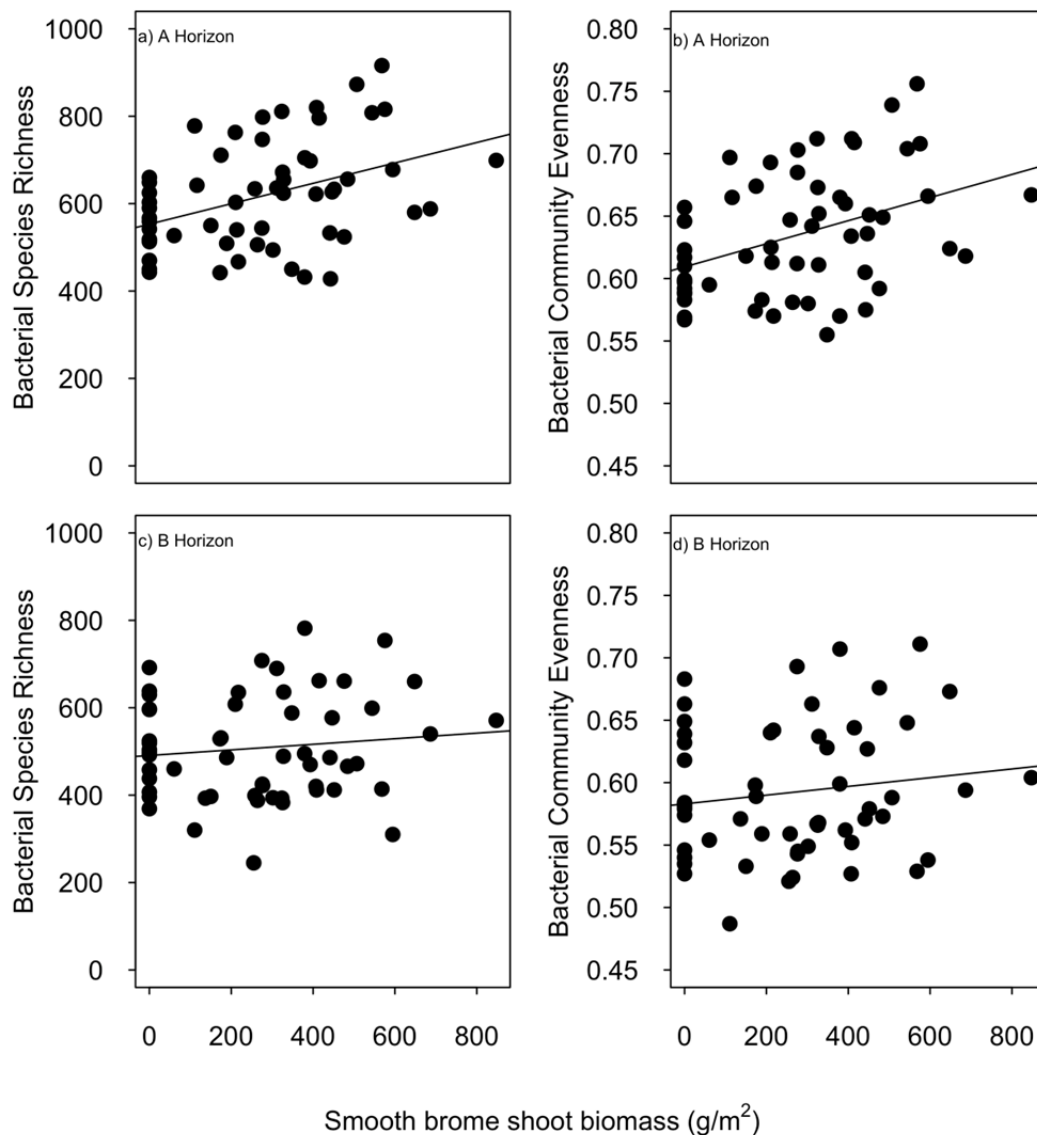 Bacterial Species Richness
1000
800
600
400
200
0
a) A Horizon
Bacterial Community Evenness
0.80
0.75
0.70
0.65
0.60
0.55
0.50
0.45
b) A Horizon
Bacterial Species Richness
1000
800
600
400
200
0
c) B Horizon
0 200 400 600 800
Bacterial Community Evenness
0.80
0.75
0.70
0.65
0.60
0.55
0.50
0.45
d) B Horizon
0 200 400 600 800
Smooth brome shoot biomass (g/m²)